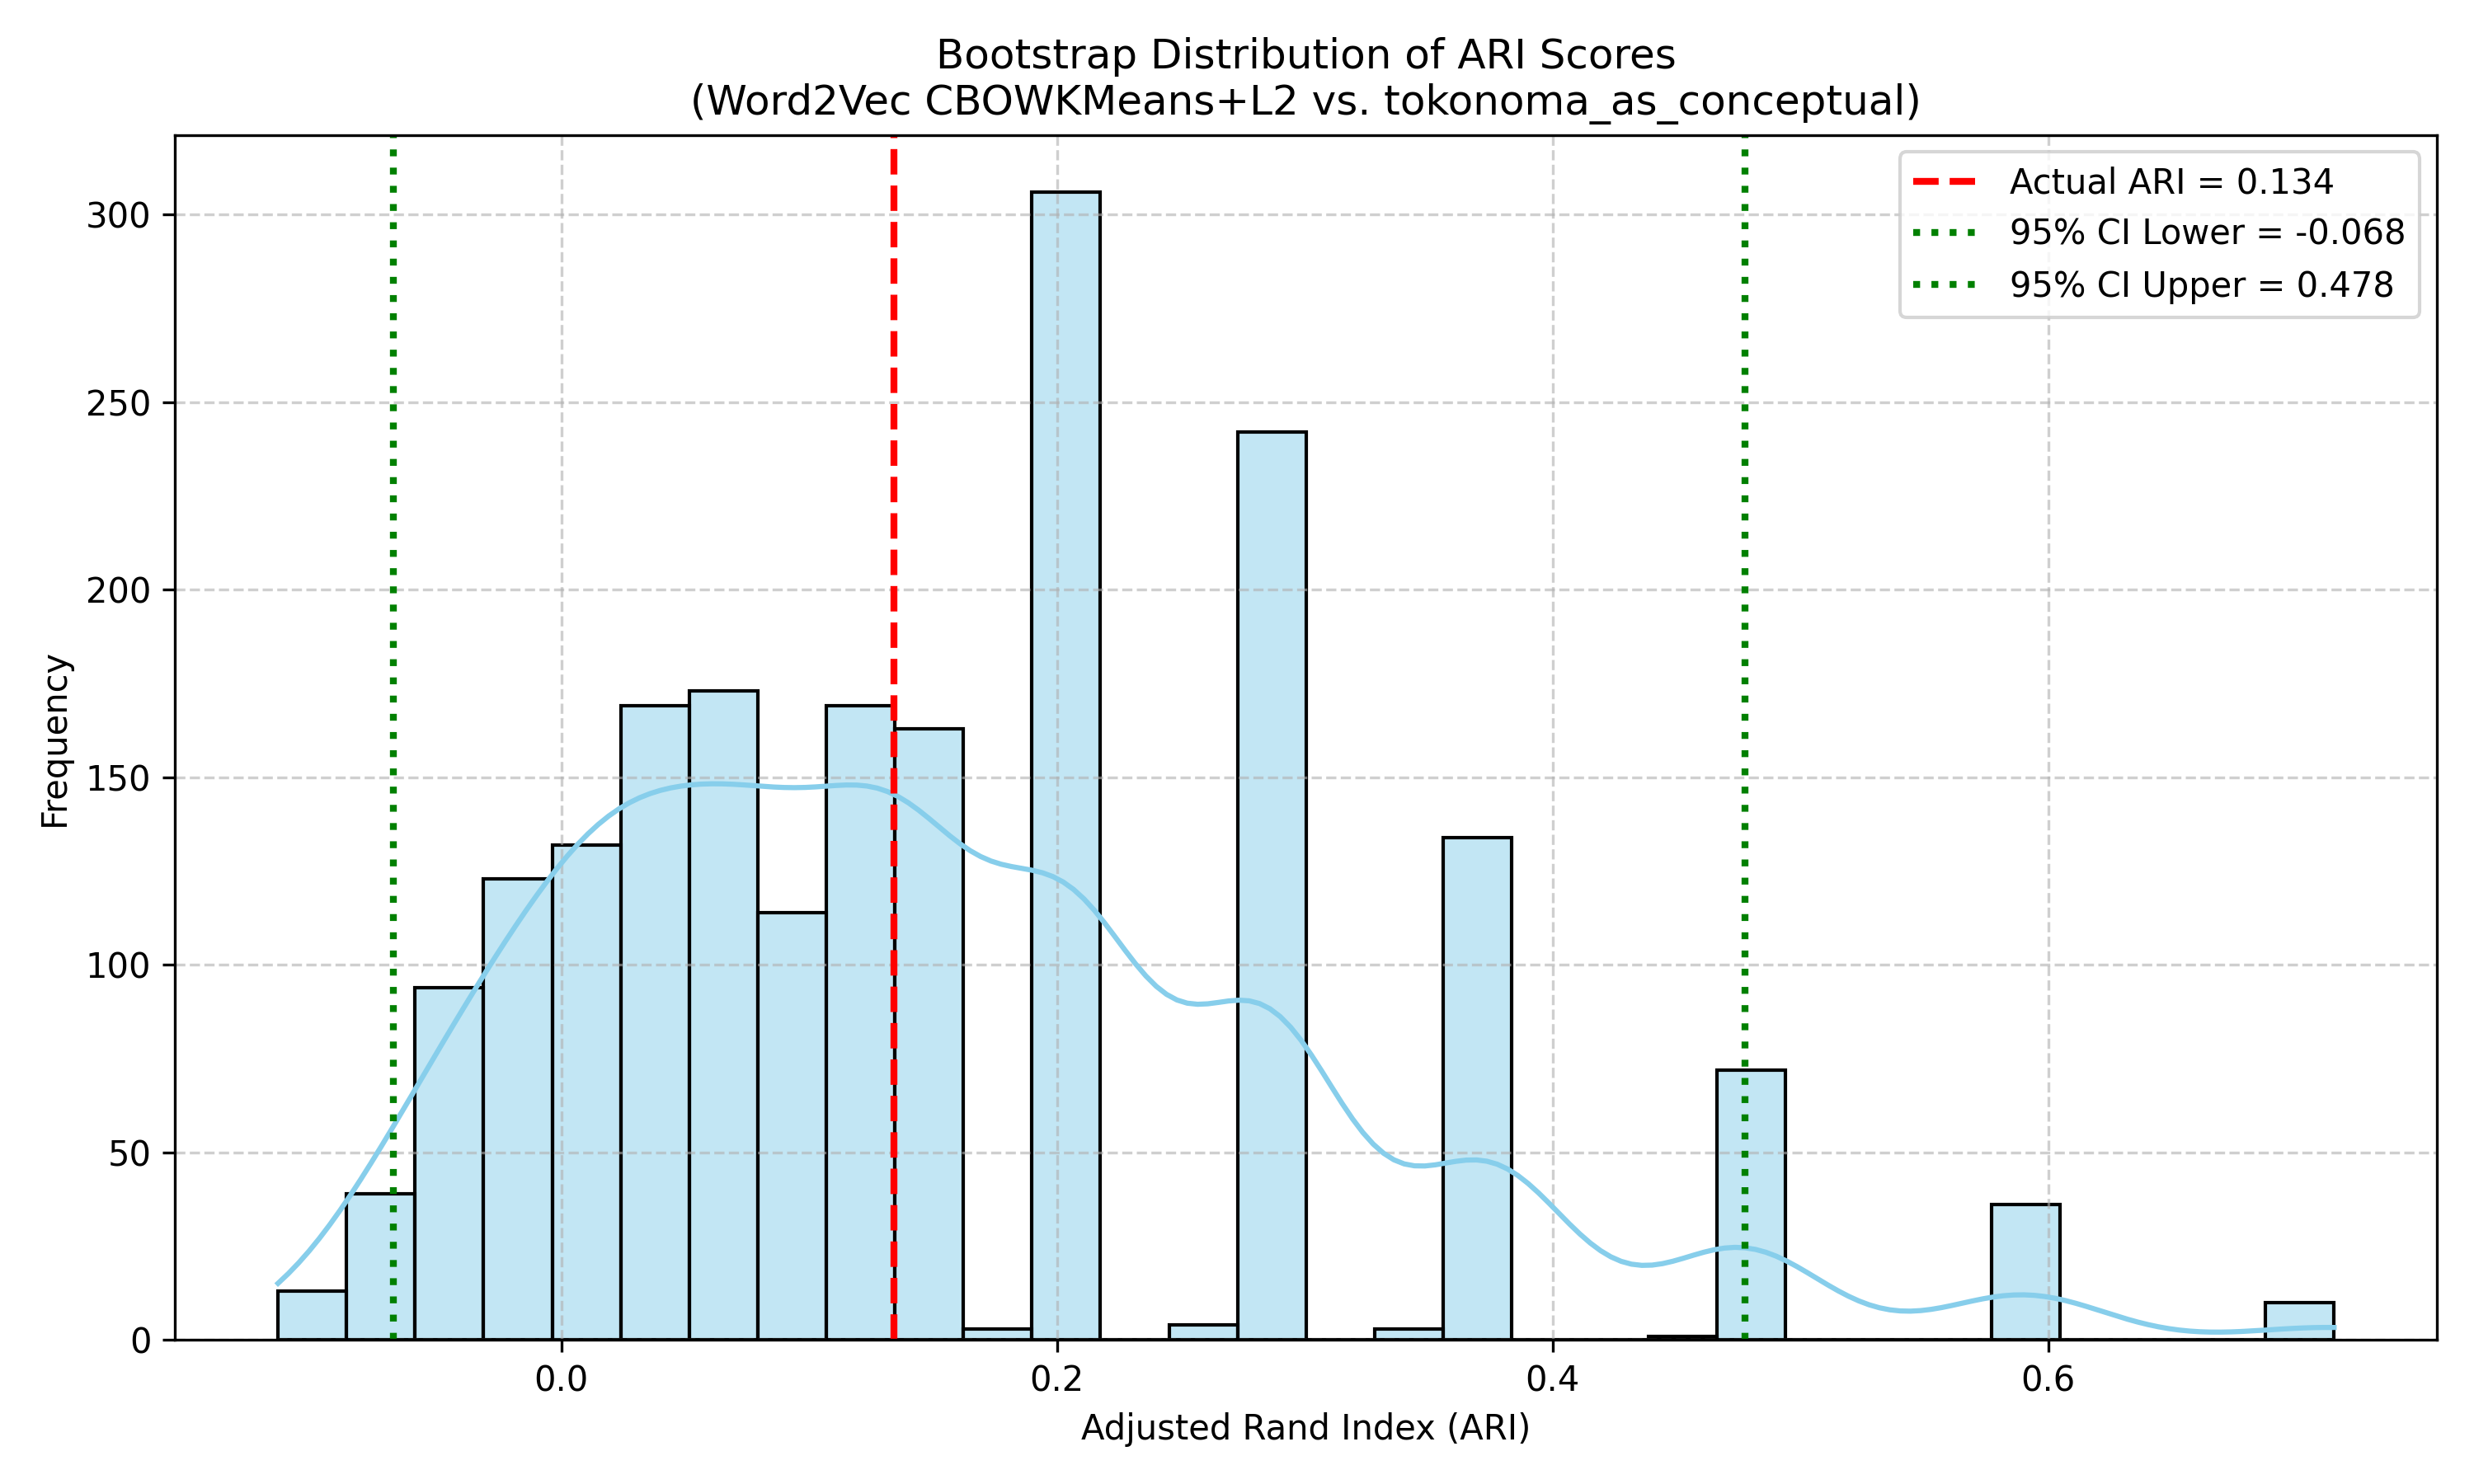 Bootstrap Distribution of ARI Scores
(Word2Vec CBOWKMeans+L2 vs. tokonoma_as_conceptual)
Actual ARI = 0.134
95% CI Lower = -0.068
95% CI Upper = 0.478
300
250
200
150
100
50
0
Frequency
0.0 0.2 0.4 0.6
Adjusted Rand Index (ARI)